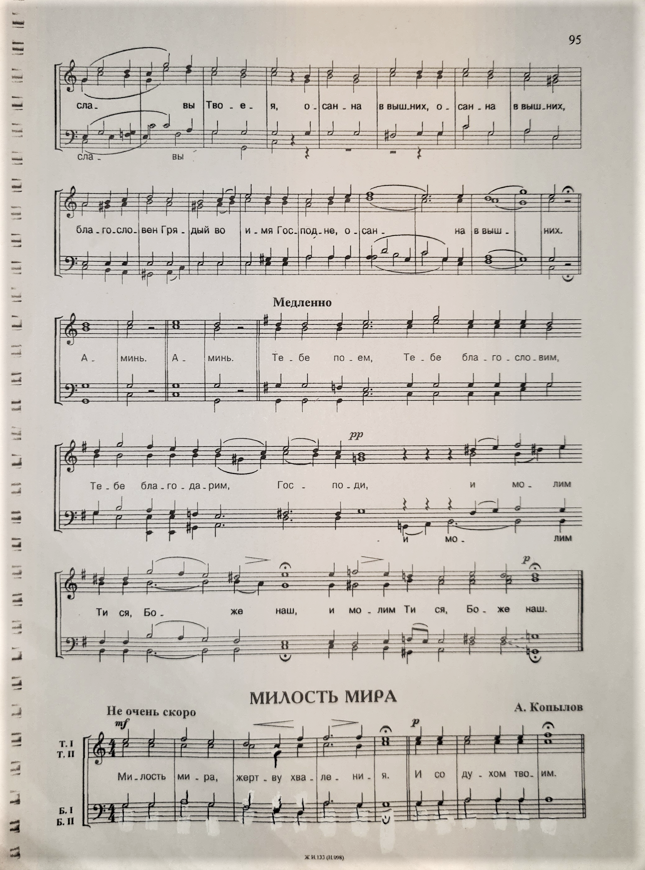 95
сла- вы Тво-е-я, о-сан-на в выш-них, о-сан-на в выш-них,
сла- вы
бла-го-сло-вен Гря-дый во и-мя Гос-под-не, о-сан- на в выш- них.
Медленно
А- минь. А- минь. Те-бе по-ем, Те-бе бла-го-сло-вим,
pp
Те-бе бла-го-да-рим, Гос-по-ди, и мо-лим
и мо- лим
p
Ти ся, Бо- же наш, и мо-лим Ти ся, Бо-же наш.
МИЛОСТЬ МИРА
Не очень скоро А. Копылов
mf p
Т. I
Т. II
Ми-лость ми-ра, жерт-ву хва-ле-ни-я. И со ду-хом тво-им.
Б. I
Б. II